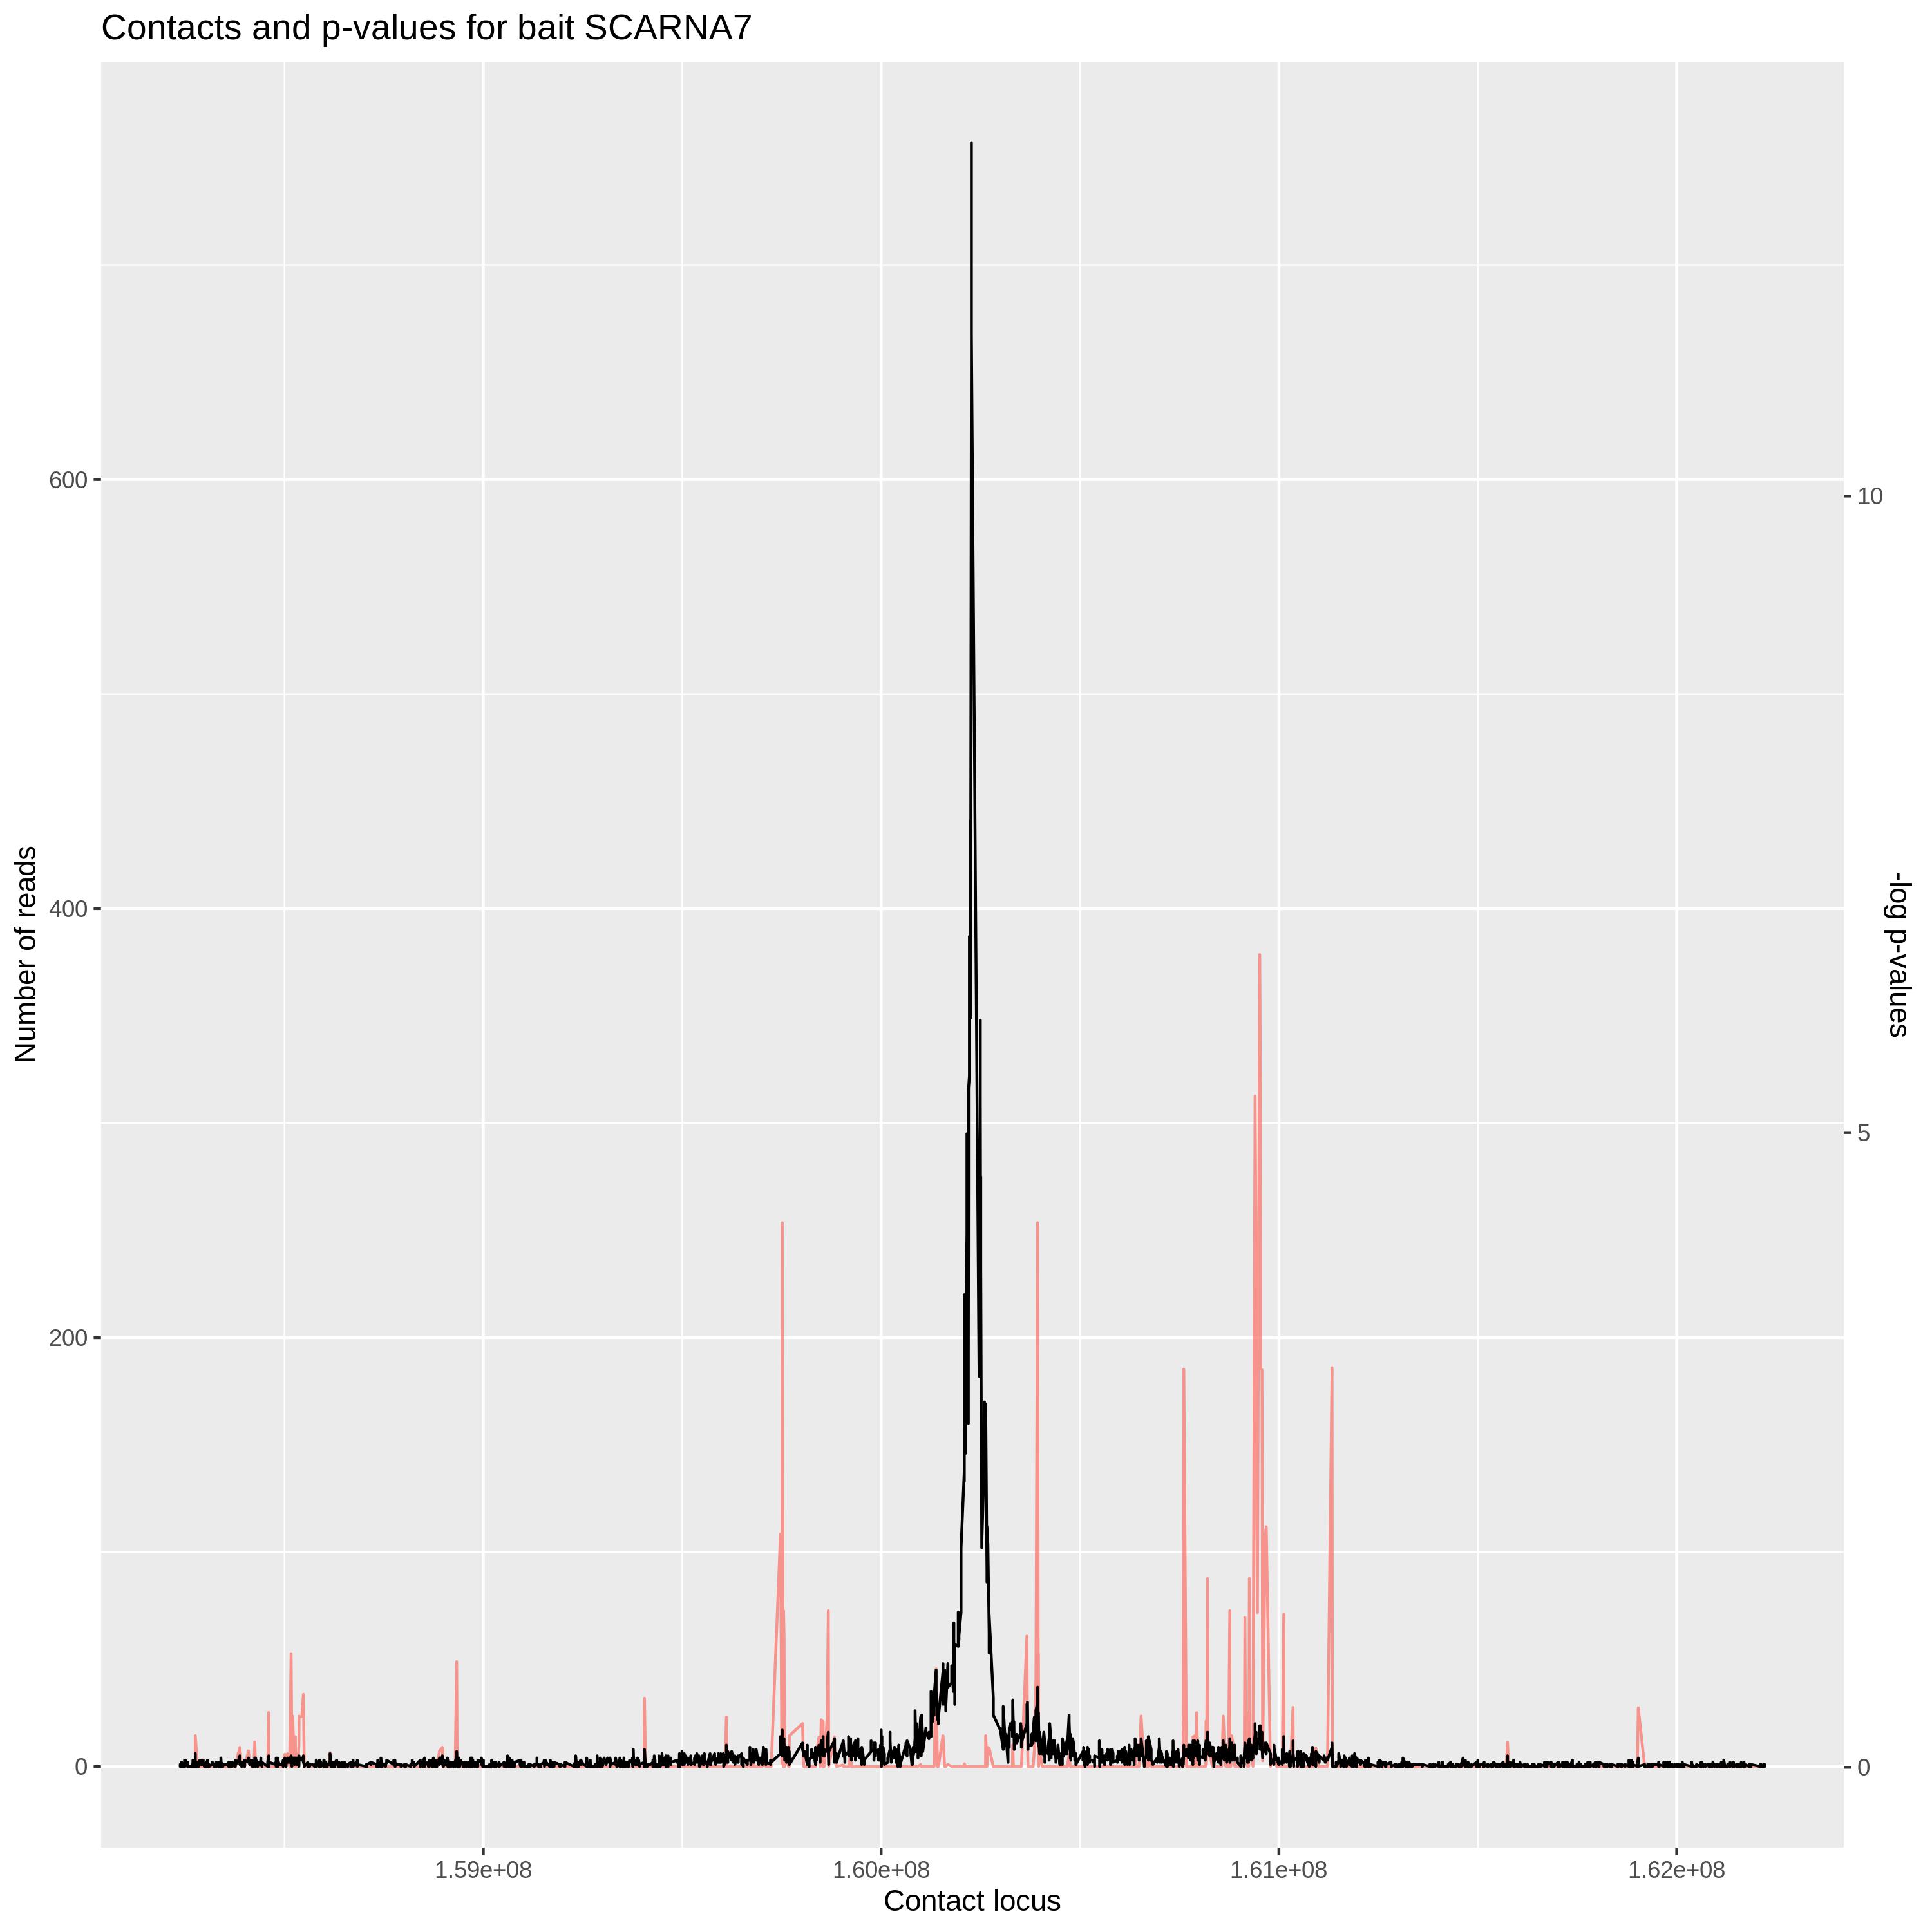 Contacts and p-values for bait SCARNA7
600
400
200
0
10
5
0
Number of reads
-log p-values
1.59e+08
1.60e+08
1.61e+08
1.62e+08
Contact locus